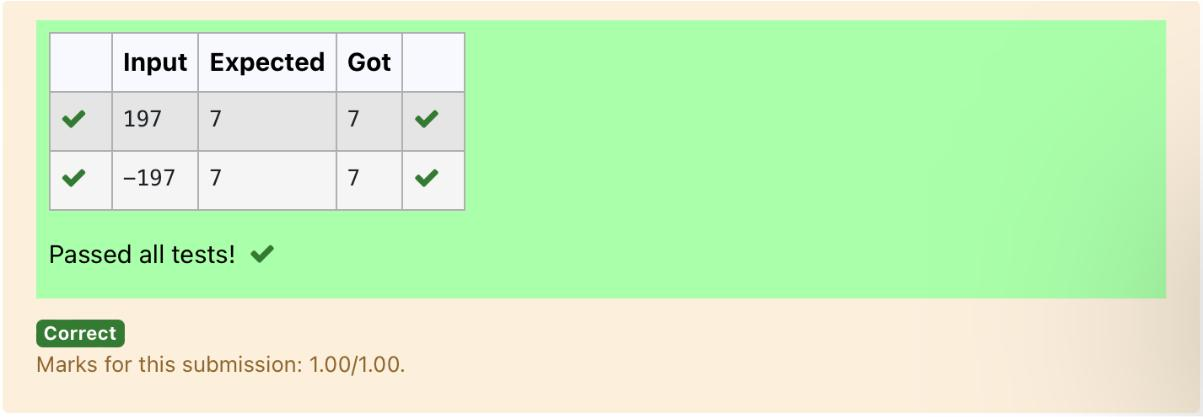 Input Expected Got
197 7 7
−197 7 7
Passed all tests!
Correct
Marks for this submission: 1.00/1.00.